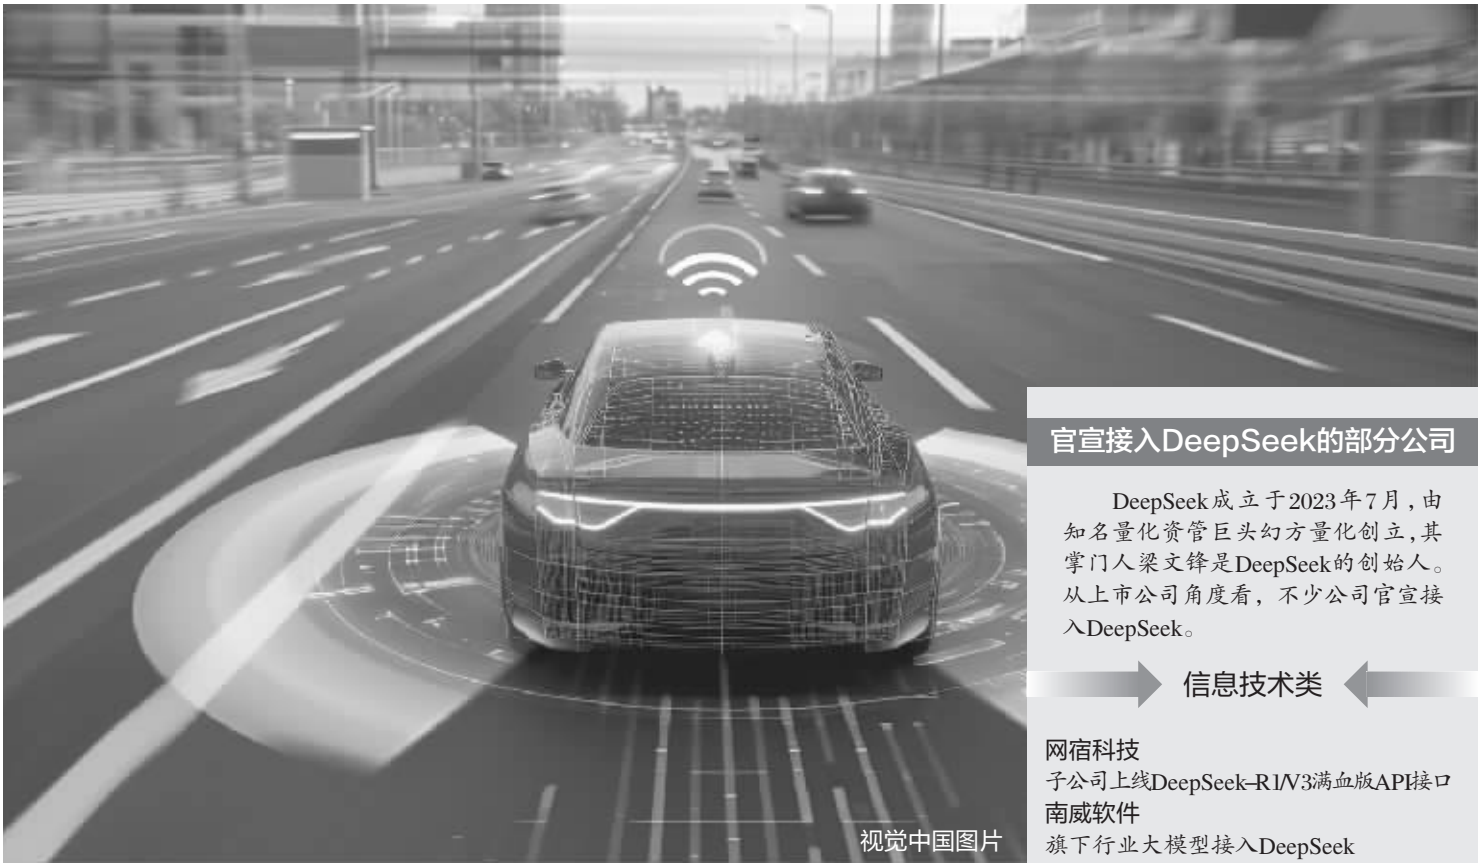 官宣接入DeepSeek的部分公司
DeepSeek成立于2023年7月，由
知名量化资管巨头幻方量化创立，其
掌门人梁文锋是DeepSeek的创始人。
从上市公司角度看，不少公司官宣接
入DeepSeek。
信息技术类
网宿科技
子公司上线DeepSeek-R1/V3满血版API接口
南威软件
旗下行业大模型接入DeepSeek
视觉中国图片